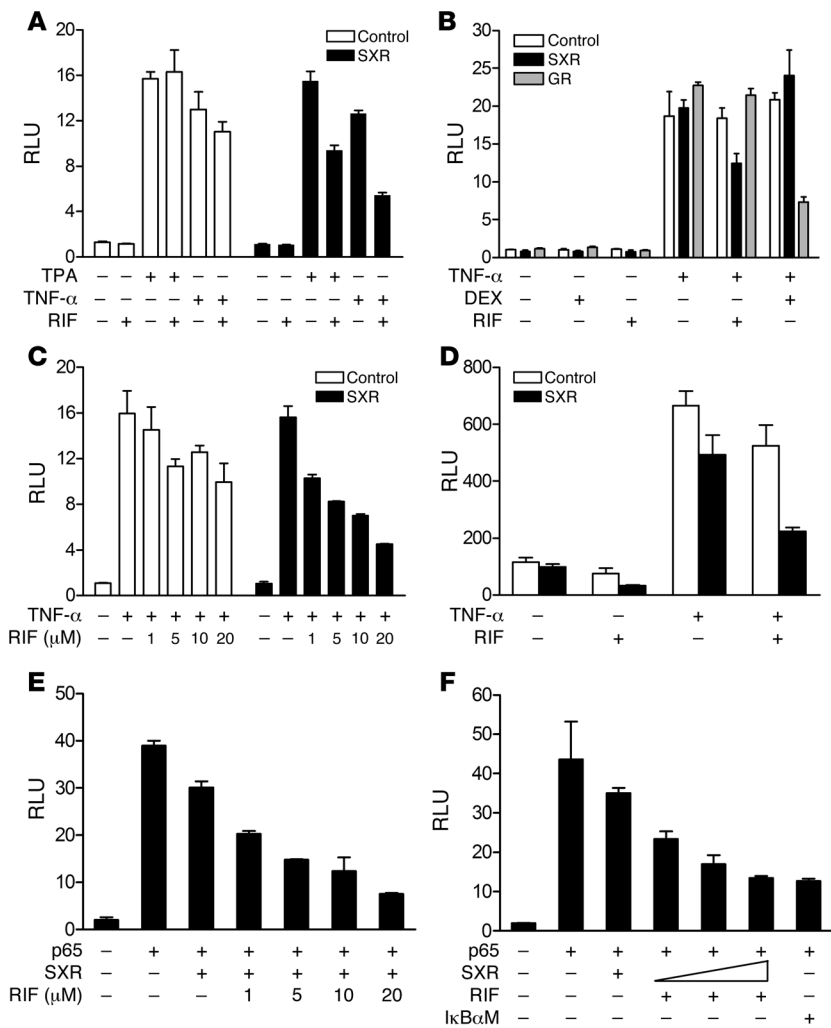 A
20
16
12
8
4
0
RLU
Control
SXR
TPA – – + + – – – – + + – –
TNF-α – – – – + + – – – – + +
RIF – + – + – + – + – + – +
B
30
25
20
15
10
5
0
RLU
Control
SXR
GR
TNF-α – – – + + +
DEX – + – – – +
RIF – – + – + –
C
20
16
12
8
4
0
RLU
Control
SXR
TNF-α – + + + + + – + + + + +
RIF (μM) – – 1 5 10 20 – – 1 5 10 20
D
800
600
400
200
0
RLU
Control
SXR
TNF-α – – + +
RIF – + – +
E
50
40
30
20
10
0
RLU
p65 – + + + + + +
SXR – – + + + + +
RIF (μM) – – – 1 5 10 20
F
60
50
40
30
20
10
0
RLU
p65 – + + + + + +
SXR – – + –
RIF – – – + + + –
IκBαM – – – – – – +